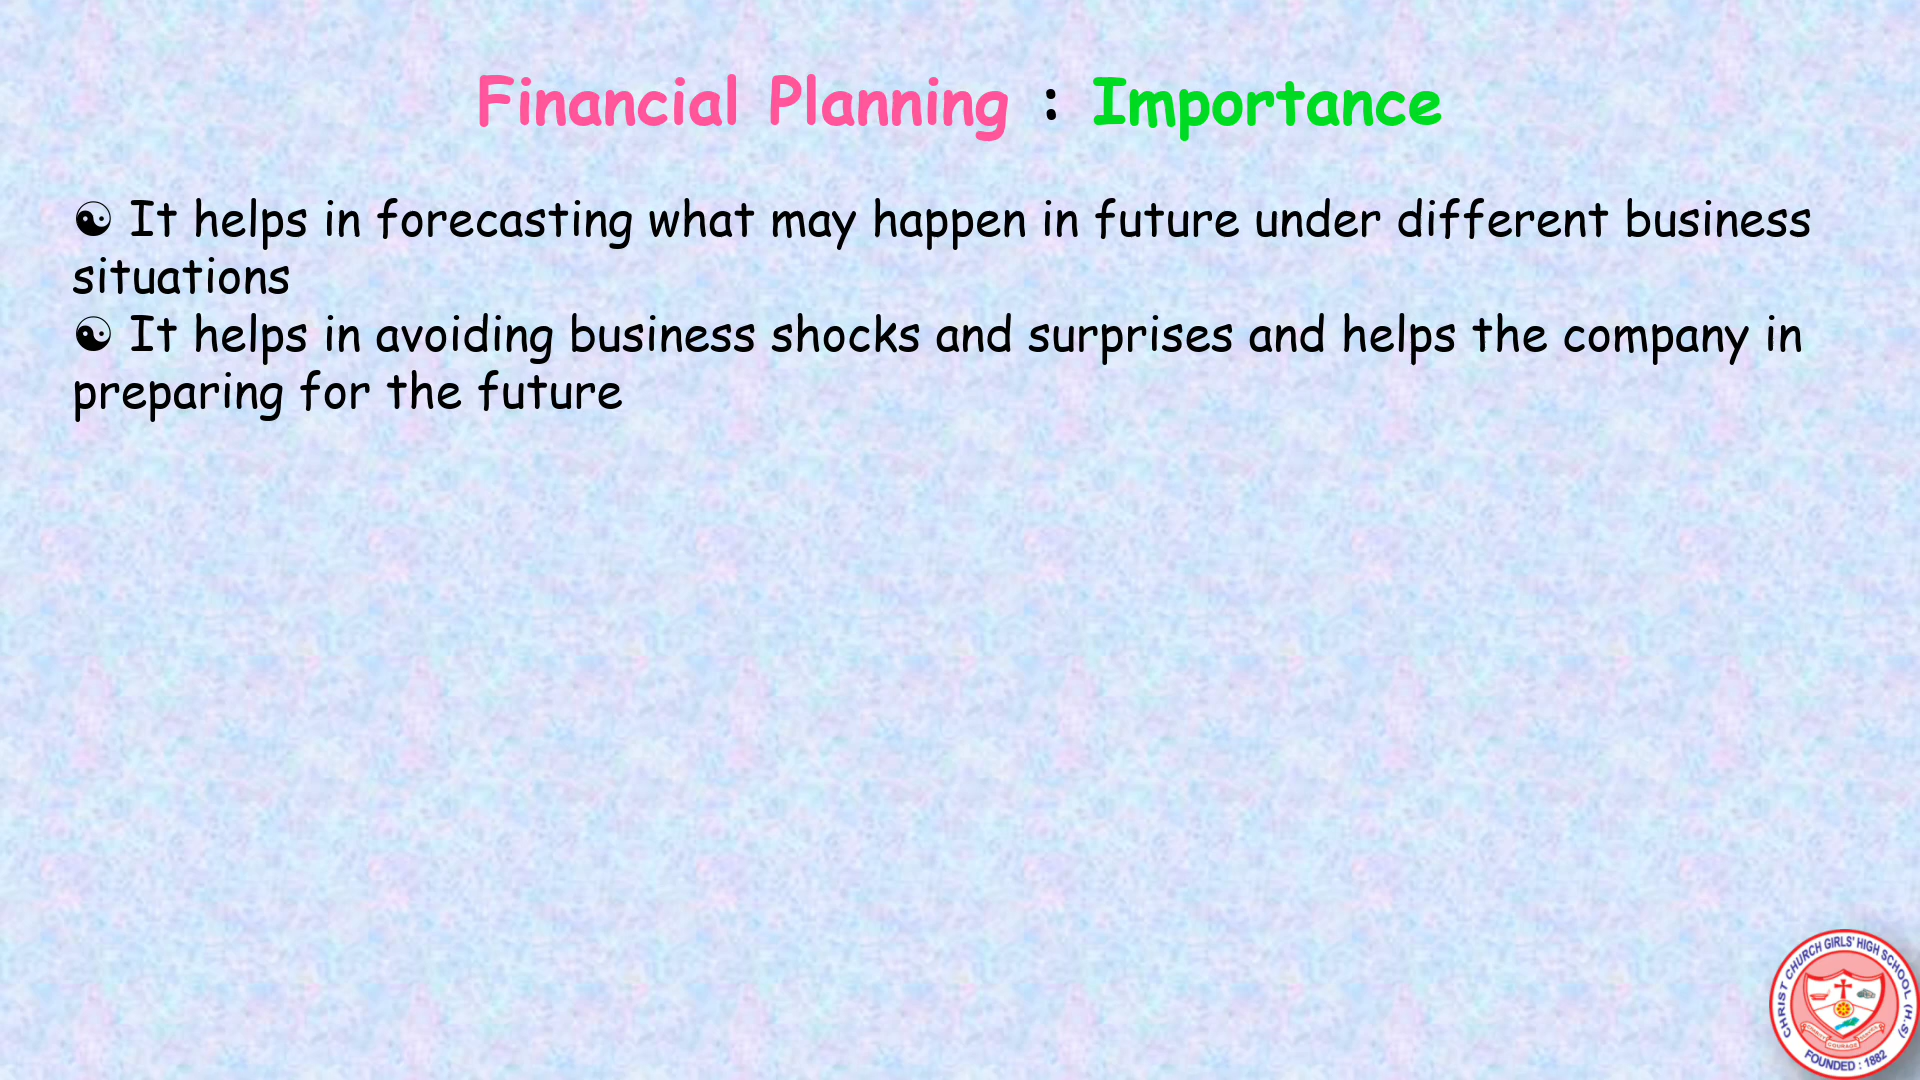 Financial Planning : Importance
☯ It helps in forecasting what may happen in future under different business
situations
☯ It helps in avoiding business shocks and surprises and helps the company in
preparing for the future
CHRIST CHURCH GIRLS' HIGH SCHOOL (H.S)
COURAGE
FOUNDED : 1882